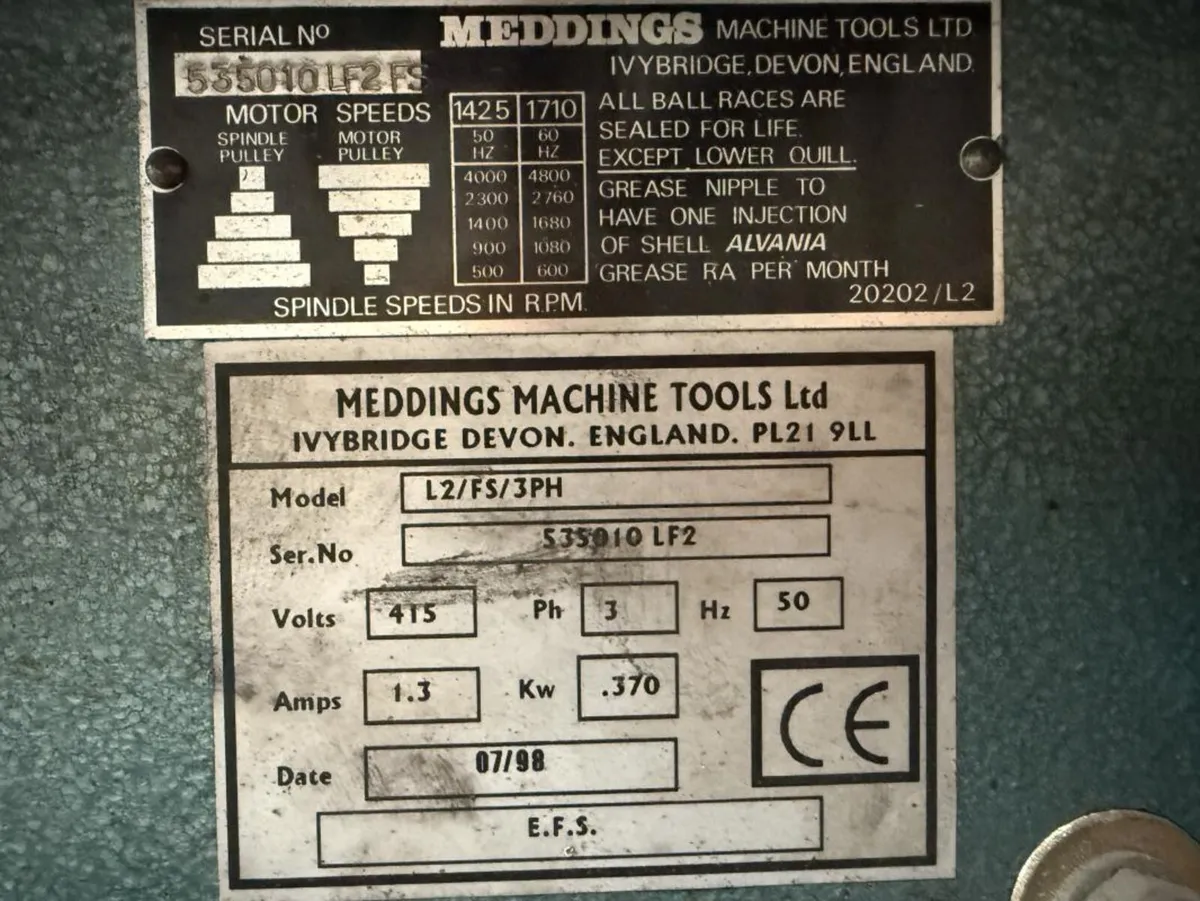 SERIAL Nº
MEDDINGS MACHINE TOOLS LTD
535010 LF2 FS
IVYBRIDGE, DEVON, ENGLAND.
MOTOR SPEEDS
1425 1710
SPINDLE PULLEY
MOTOR PULLEY
50 HZ 60 HZ
4000 4800
2300 2760
1400 1680
900 1080
500 600
ALL BALL RACES ARE
SEALED FOR LIFE.
EXCEPT LOWER QUILL.
GREASE NIPPLE TO
HAVE ONE INJECTION
OF SHELL ALVANIA
GREASE RA PER MONTH
SPINDLE SPEEDS IN R.P.M.
20202/L2
MEDDINGS MACHINE TOOLS Ltd
IVYBRIDGE DEVON. ENGLAND. PL21 9LL
Model L2/FS/3PH
Ser.No 535010 LF2
Volts 415 Ph 3 Hz 50
Amps 1.3 Kw .370
CE
Date 07/98
E.F.S.